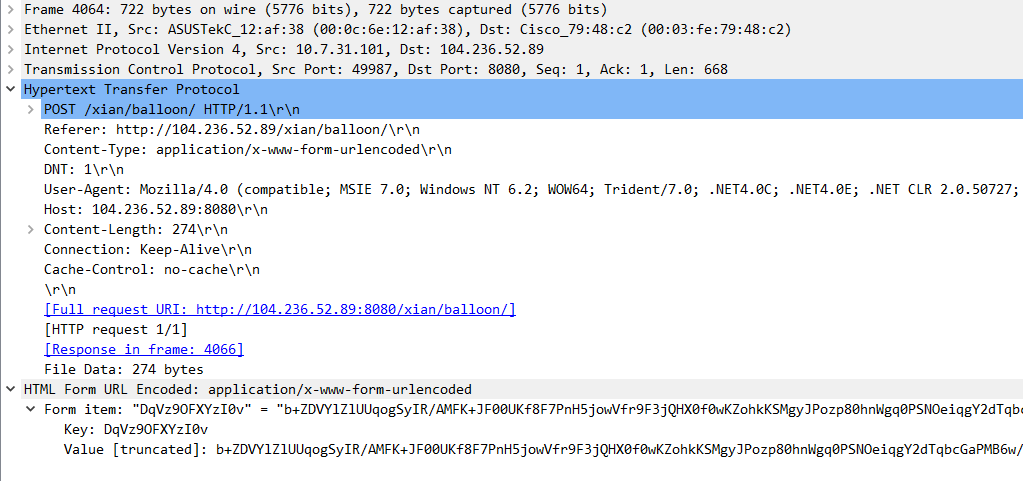 Frame 4064: 722 bytes on wire (5776 bits), 722 bytes captured (5776 bits)
Ethernet II, Src: ASUSTekC_12:af:38 (00:0c:6e:12:af:38), Dst: Cisco_79:48:c2 (00:03:fe:79:48:c2)
Internet Protocol Version 4, Src: 10.7.31.101, Dst: 104.236.52.89
Transmission Control Protocol, Src Port: 49987, Dst Port: 8080, Seq: 1, Ack: 1, Len: 668
Hypertext Transfer Protocol
POST /xian/balloon/ HTTP/1.1\r\n
Referer: http://104.236.52.89/xian/balloon/\r\n
Content-Type: application/x-www-form-urlencoded\r\n
DNT: 1\r\n
User-Agent: Mozilla/4.0 (compatible; MSIE 7.0; Windows NT 6.2; WOW64; Trident/7.0; .NET4.0C; .NET4.0E; .NET CLR 2.0.50727;
Host: 104.236.52.89:8080\r\n
Content-Length: 274\r\n
Connection: Keep-Alive\r\n
Cache-Control: no-cache\r\n
\r\n
[Full request URI: http://104.236.52.89:8080/xian/balloon/]
[HTTP request 1/1]
[Response in frame: 4066]
File Data: 274 bytes
HTML Form URL Encoded: application/x-www-form-urlencoded
Form item: "DqVz9OFXYzI0v" = "b+ZDVYlZlUUqogSyIR/AMFK+JF00UKf8F7PnH5jowVfr9F3jQHX0f0wKZohkKSMgyJPozp80hnWgq0PSNOeiqgY2dTqbc
Key: DqVz9OFXYzI0v
Value [truncated]: b+ZDVYlZlUUqogSyIR/AMFK+JF00UKf8F7PnH5jowVfr9F3jQHX0f0wKZohkKSMgyJPozp80hnWgq0PSNOeiqgY2dTqbcGaPMB6w/